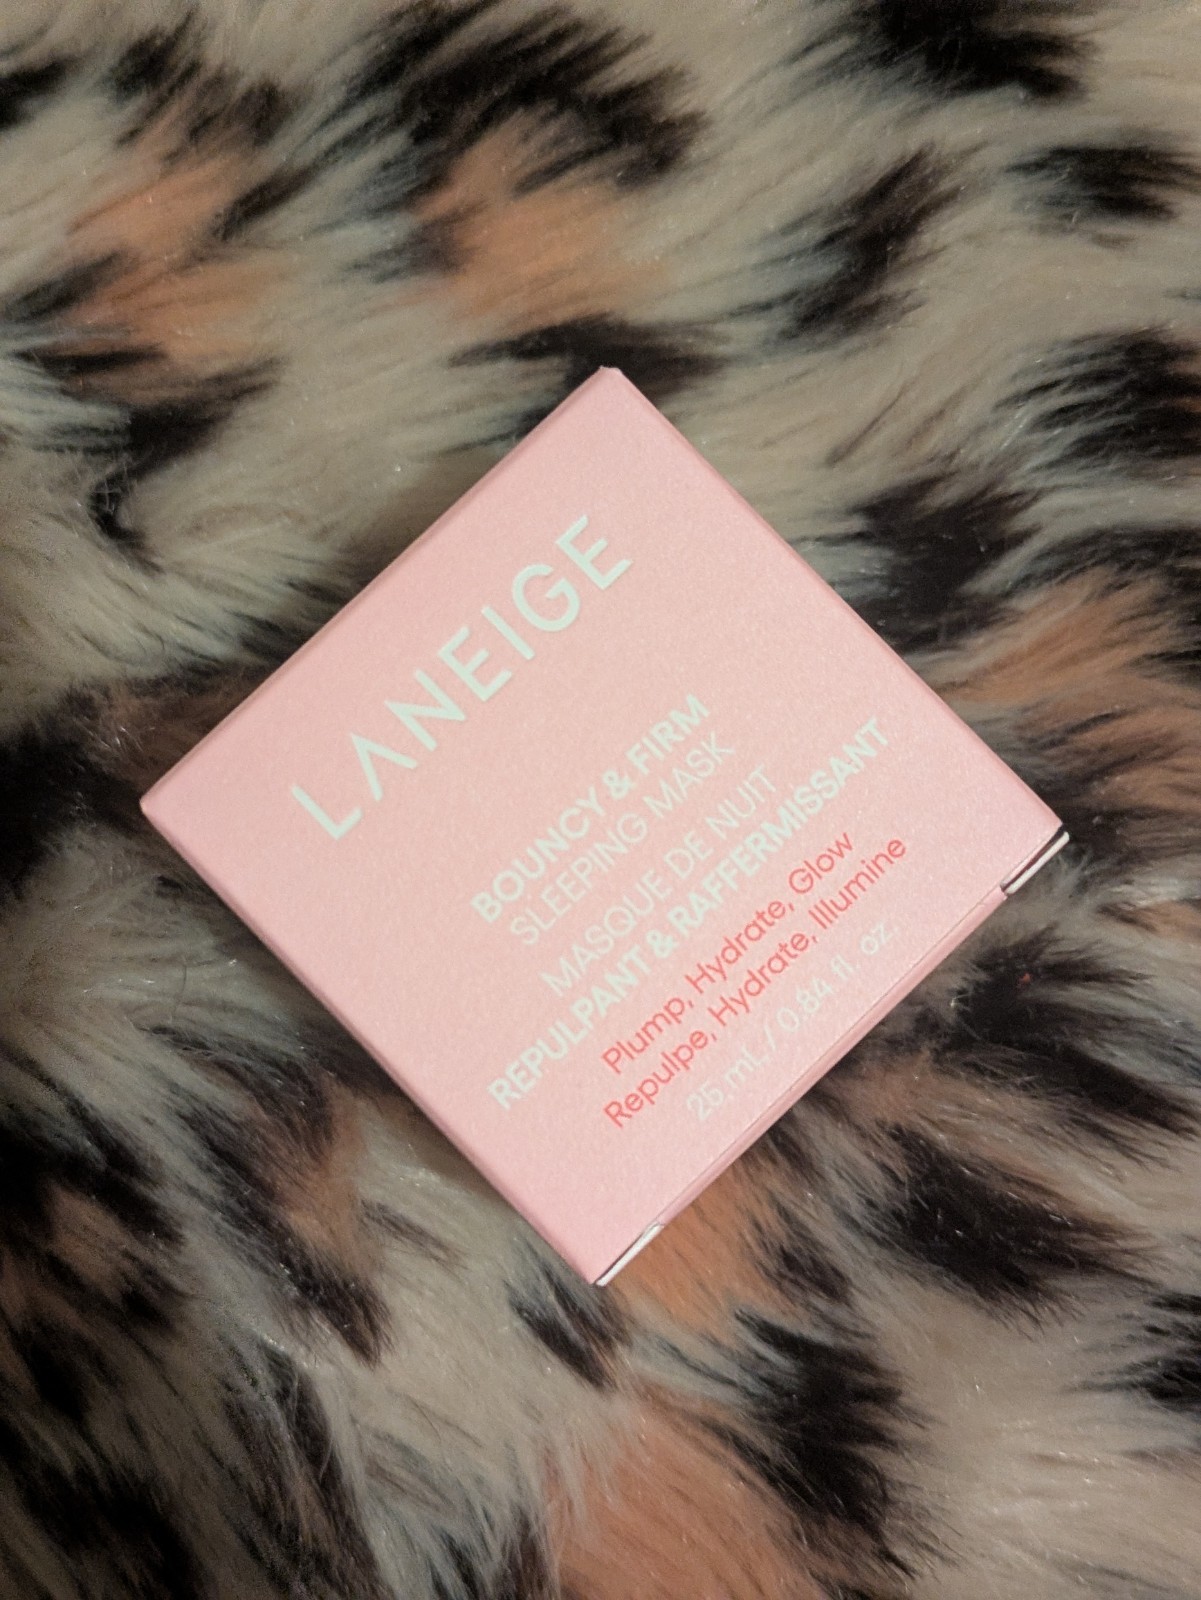 LANEIGE
BOUNCY & FIRM
SLEEPING MASK
MASQUE DE NUIT
REPULPANT & RAFFERMISSANT
Plump, Hydrate, Glow
Repulpe, Hydrate, Illumine
25 mL / 0.84 fl. oz.